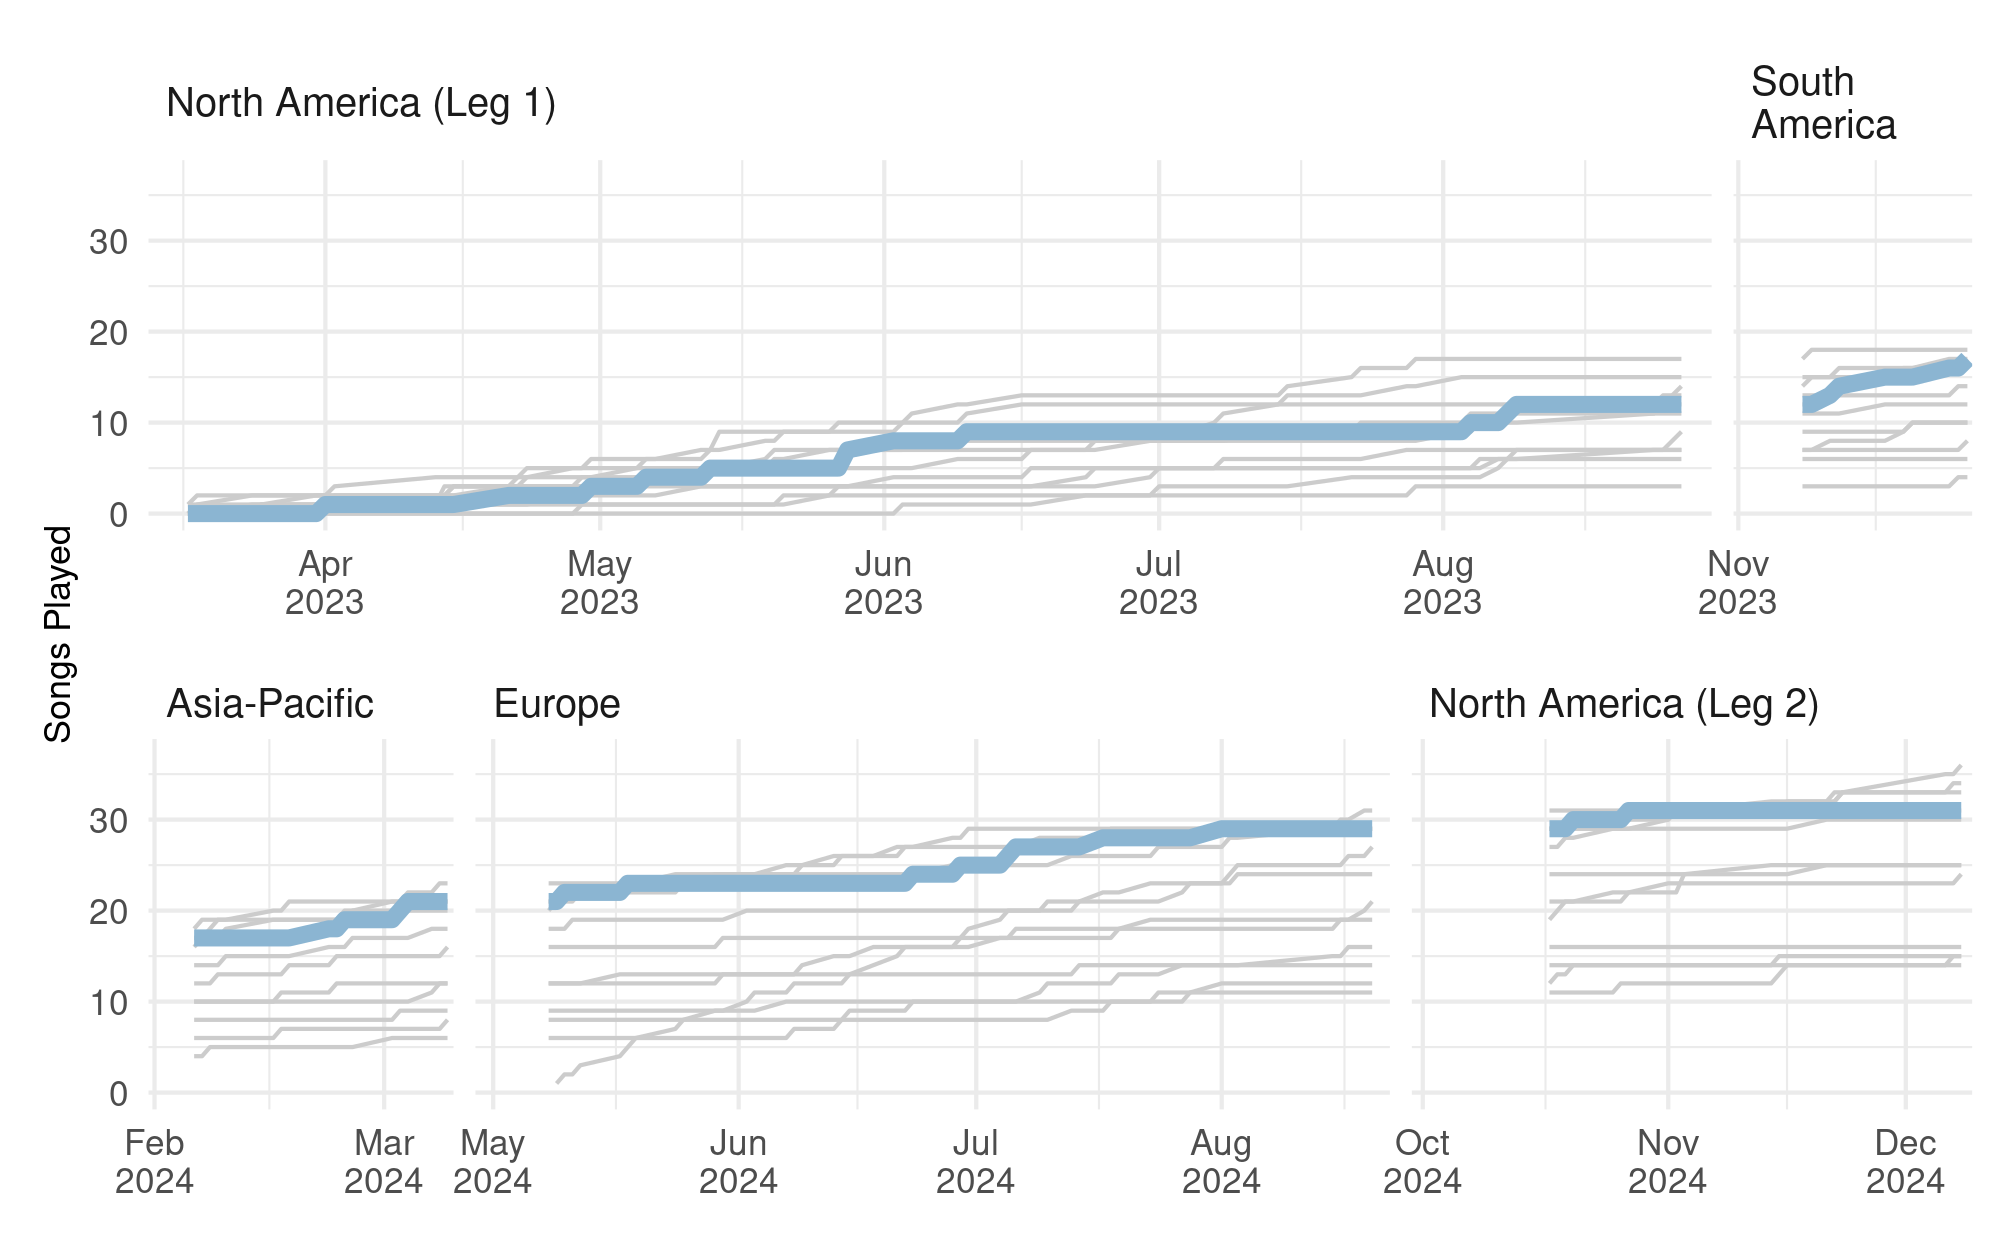 North America (Leg 1)
South
America
30
20
10
0
Apr
2023
May
2023
Jun
2023
Jul
2023
Aug
2023
Nov
2023
Songs Played
Asia-Pacific
Europe
North America (Leg 2)
30
20
10
0
Feb
2024
Mar
2024
May
2024
Jun
2024
Jul
2024
Aug
2024
Oct
2024
Nov
2024
Dec
2024